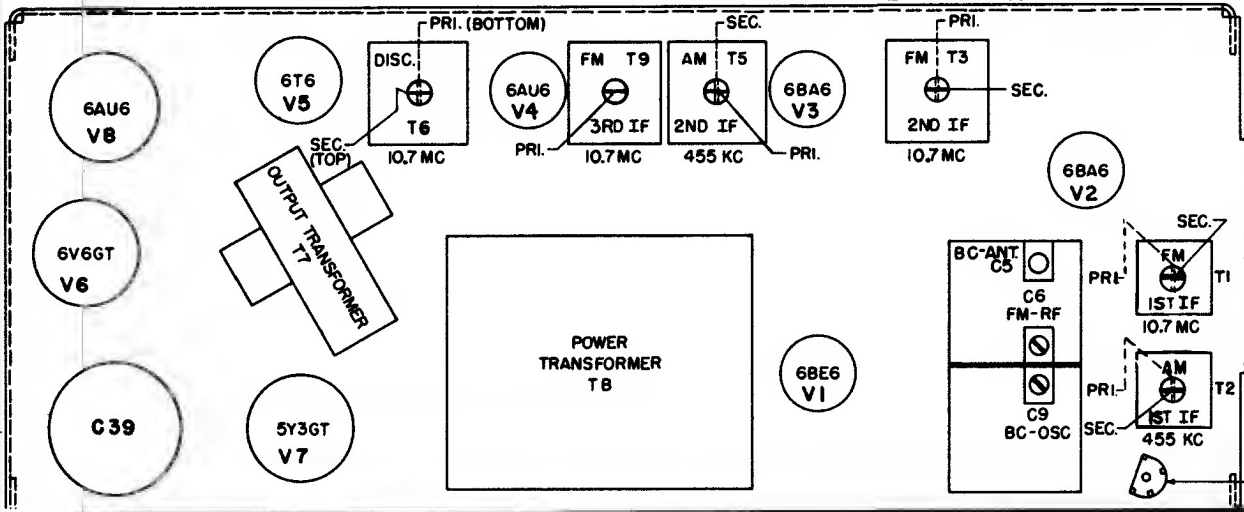 PRI. (BOTTOM)
SEC.
PRI.
6AU6
V8
6T6
V5
DISC.
T6
10.7 MC
SEC.
(TOP)
6AU6
V4
FM T9
3RD IF
10.7 MC
PRI.
AM T5
2ND IF
455 KC
PRI.
6BA6
V3
FM T3
2ND IF
10.7 MC
SEC.
6BA6
V2
6V6GT
V6
OUTPUT TRANSFORMER
T7
BC-ANT.
C5
C6
FM-RF
C9
BC-OSC
SEC.
PRI.
FM
1ST IF
T1
10.7 MC
POWER
TRANSFORMER
T8
6BE6
V1
PRI.
AM
1ST IF
T2
SEC.
455 KC
C39
5Y3GT
V7